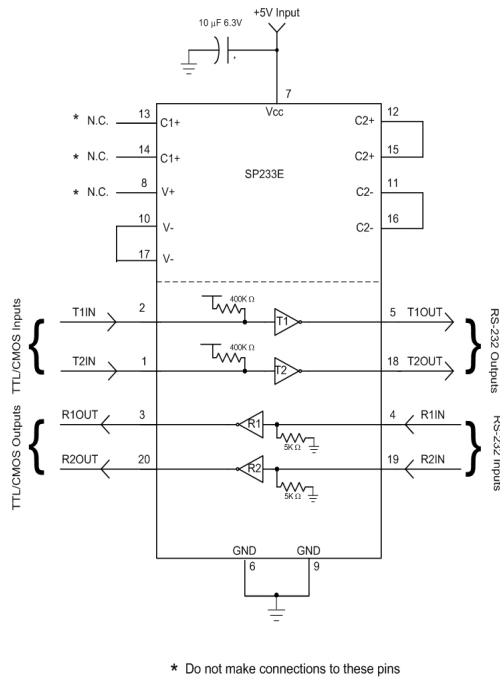 +5V Input
10 µF 6.3V
+
7
Vcc
* N.C. 13 C1+
12 C2+
* N.C. 14 C1+
15 C2+
SP233E
* N.C. 8 V+
11 C2-
10 V-
16 C2-
17 V-
TTL/CMOS Inputs
T1IN 2 400K Ω T1 5 T1OUT
T2IN 1 400K Ω T2 18 T2OUT
RS-232 Outputs
TTL/CMOS Outputs
R1OUT 3 R1 5K Ω 4 R1IN
R2OUT 20 R2 5K Ω 19 R2IN
RS-232 Inputs
GND GND
6 9
* Do not make connections to these pins